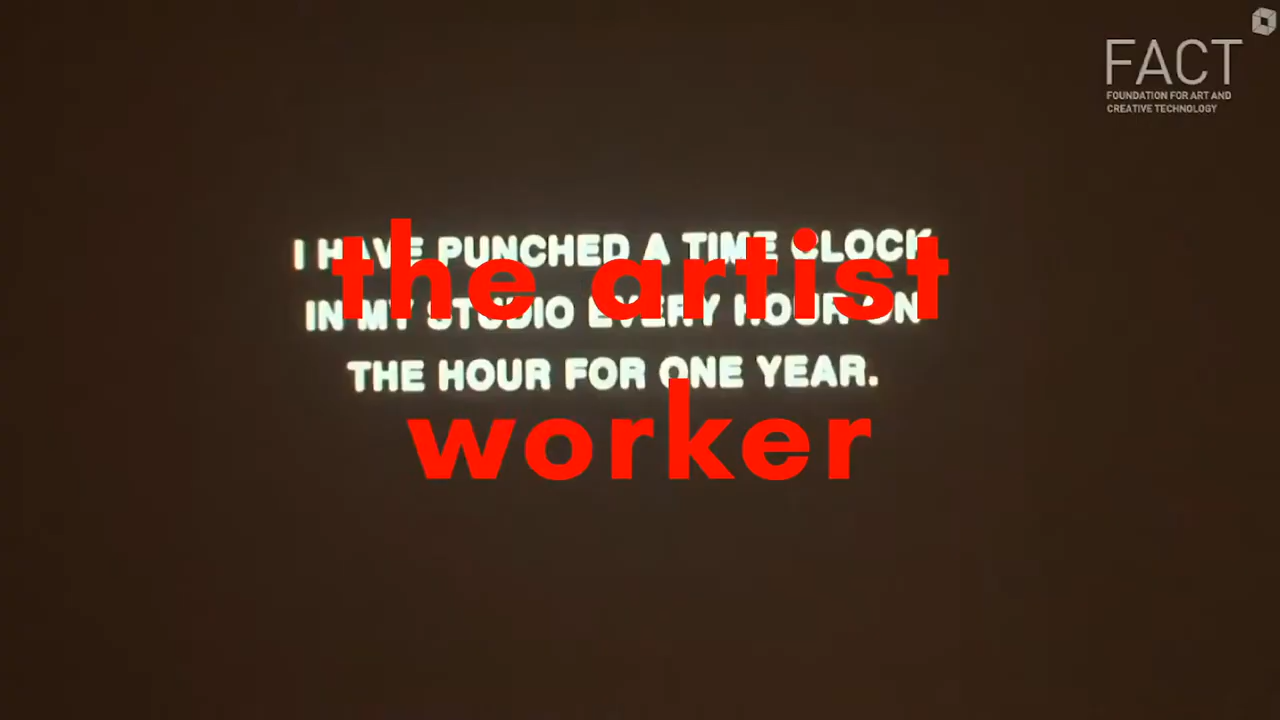 FACT
FOUNDATION FOR ART AND
CREATIVE TECHNOLOGY
I HAVE PUNCHED A TIME CLOCK
IN MY STUDIO EVERY HOUR ON
THE HOUR FOR ONE YEAR.
the artist
worker